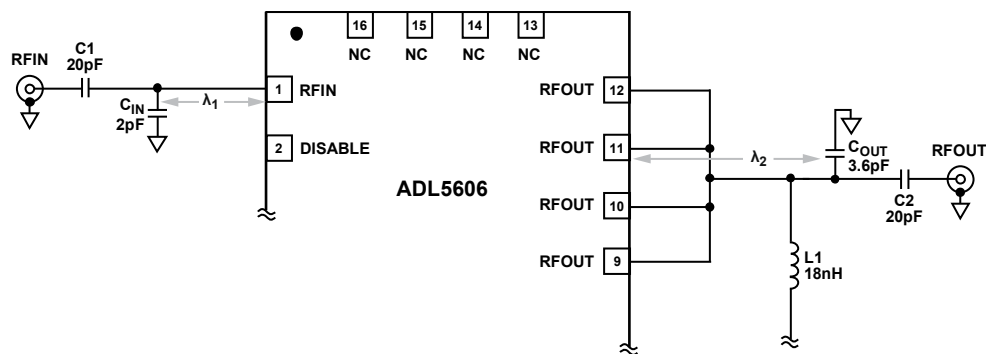 16
15
14
13
NC
NC
NC
NC
RFIN
C1
20pF
CIN
2pF
λ1
1
RFIN
2
DISABLE
ADL5606
RFOUT
12
RFOUT
11
RFOUT
10
RFOUT
9
λ2
COUT
3.6pF
RFOUT
C2
20pF
L1
18nH